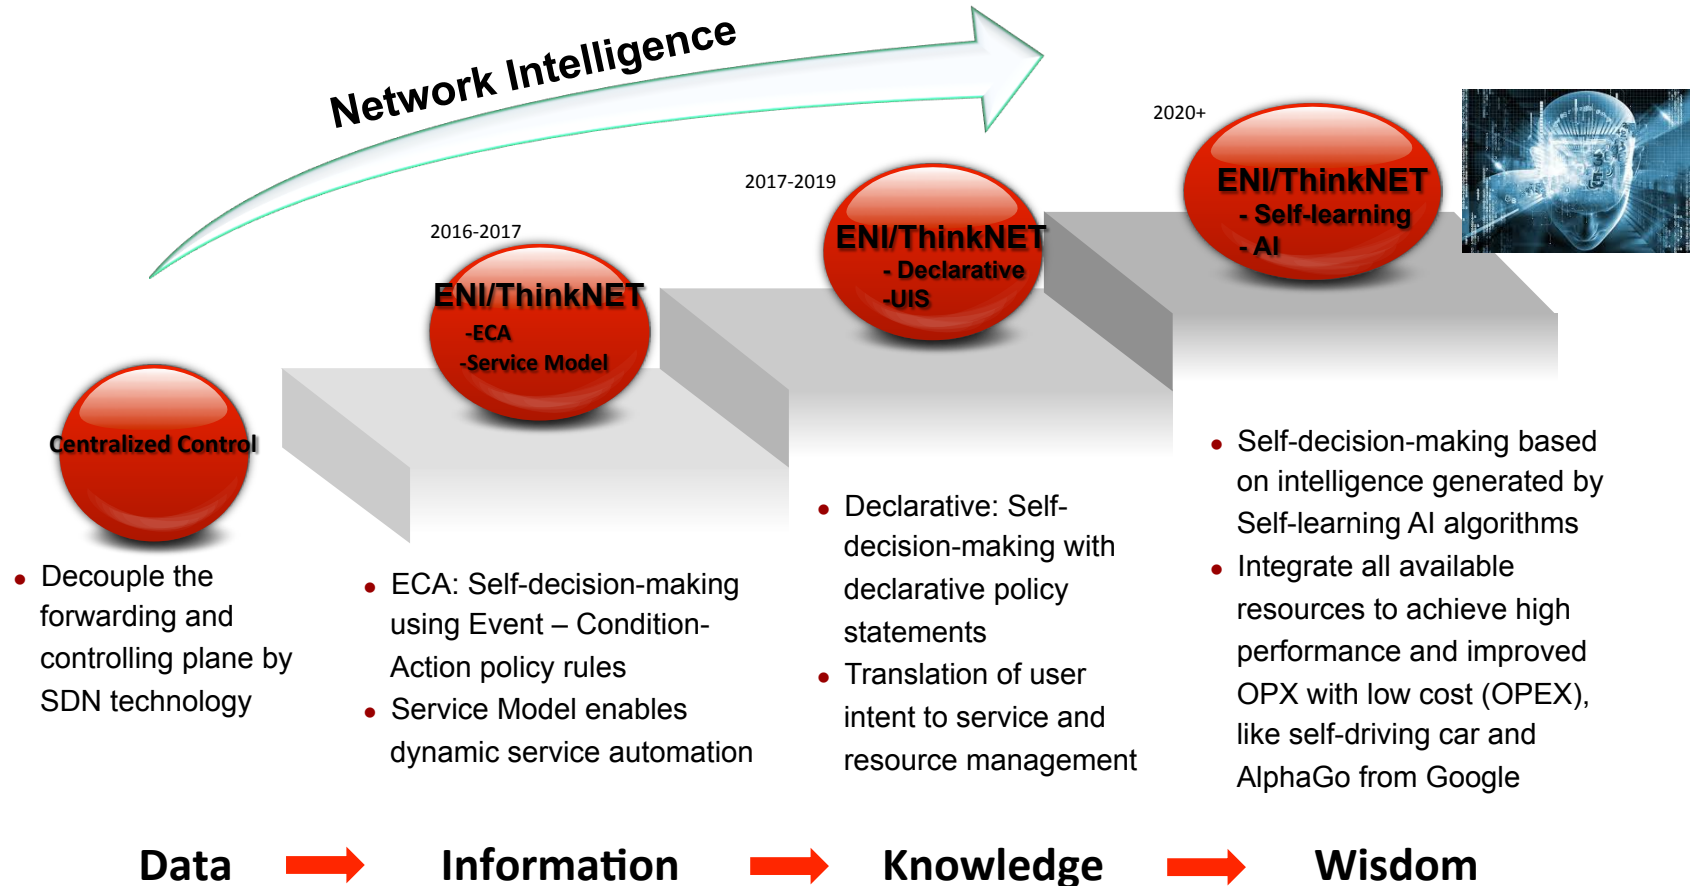 Network Intelligence
2020+
ENI/ThinkNET
- Self-learning
- AI
2017-2019
ENI/ThinkNET
- Declarative
-UIS
2016-2017
ENI/ThinkNET
-ECA
-Service Model
Centralized Control
• Decouple the
forwarding and
controlling plane by
SDN technology
• ECA: Self-decision-making
using Event – Condition-
Action policy rules
• Service Model enables
dynamic service automation
• Declarative: Self-
decision-making with
declarative policy
statements
• Translation of user
intent to service and
resource management
• Self-decision-making based
on intelligence generated by
Self-learning AI algorithms
• Integrate all available
resources to achieve high
performance and improved
OPX with low cost (OPEX),
like self-driving car and
AlphaGo from Google
Data
Information
Knowledge
Wisdom